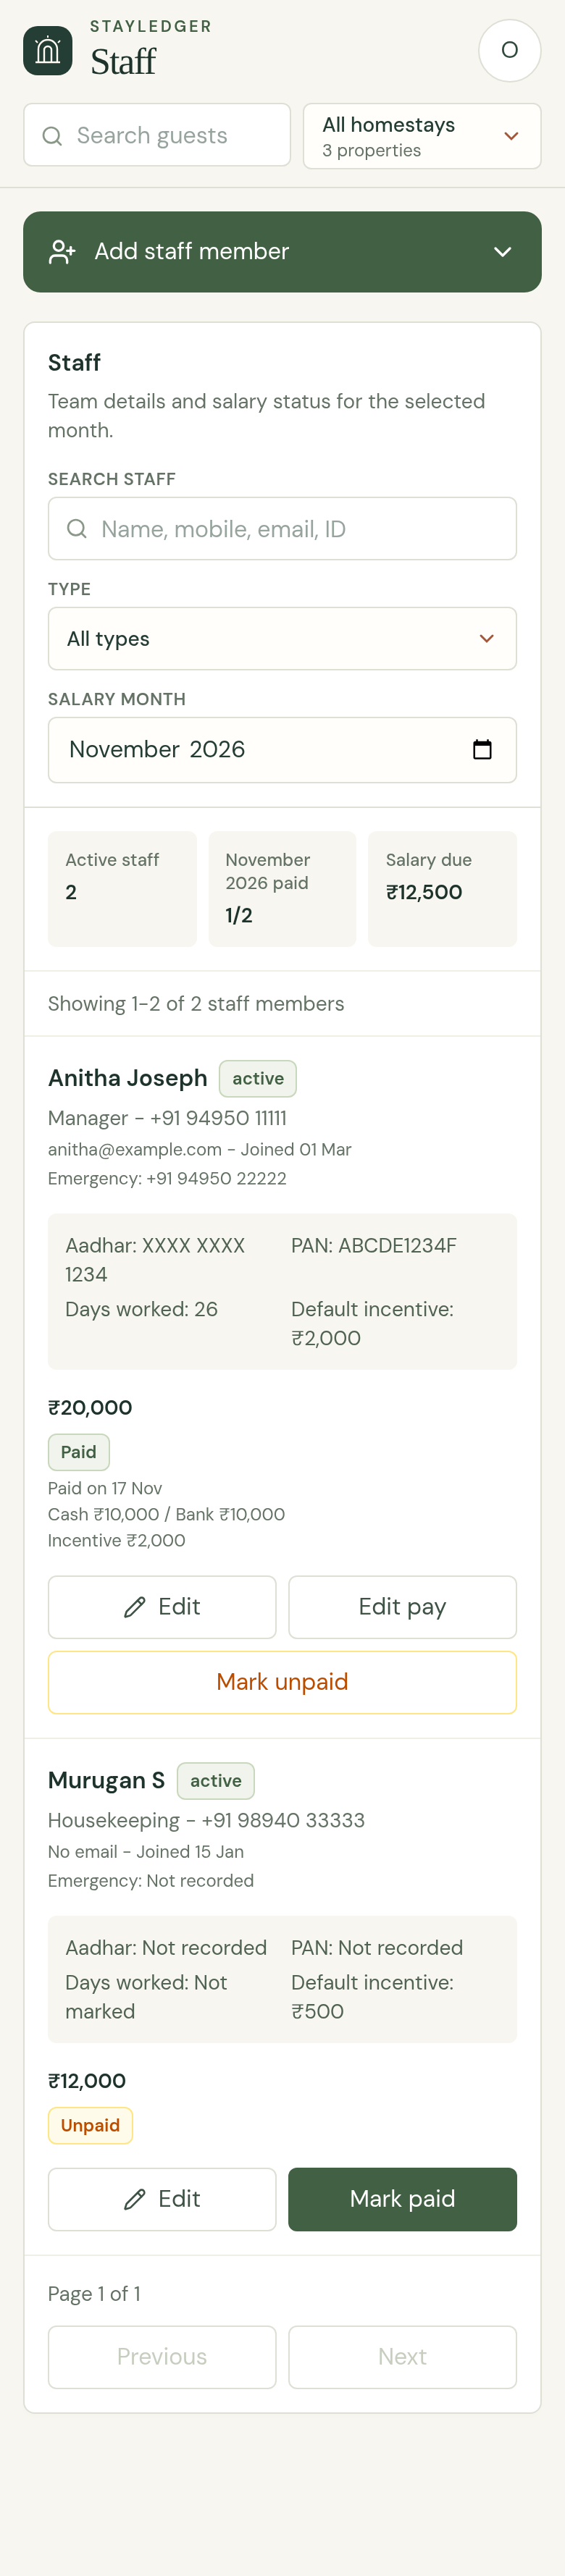 STAYLEDGER
Staff
O
Search guests
All homestays
3 properties
Add staff member
Staff
Team details and salary status for the selected
month.
SEARCH STAFF
Name, mobile, email, ID
TYPE
All types
SALARY MONTH
November 2026
Active staff
2
November
2026 paid
1/2
Salary due
₹12,500
Showing 1-2 of 2 staff members
Anitha Joseph
active
Manager - +91 94950 11111
anitha@example.com - Joined 01 Mar
Emergency: +91 94950 22222
Aadhar: XXXX XXXX
1234
PAN: ABCDE1234F
Days worked: 26
Default incentive:
₹2,000
₹20,000
Paid
Paid on 17 Nov
Cash ₹10,000 / Bank ₹10,000
Incentive ₹2,000
Edit
Edit pay
Mark unpaid
Murugan S
active
Housekeeping - +91 98940 33333
No email - Joined 15 Jan
Emergency: Not recorded
Aadhar: Not recorded
PAN: Not recorded
Days worked: Not
marked
Default incentive:
₹500
₹12,000
Unpaid
Edit
Mark paid
Page 1 of 1
Previous
Next